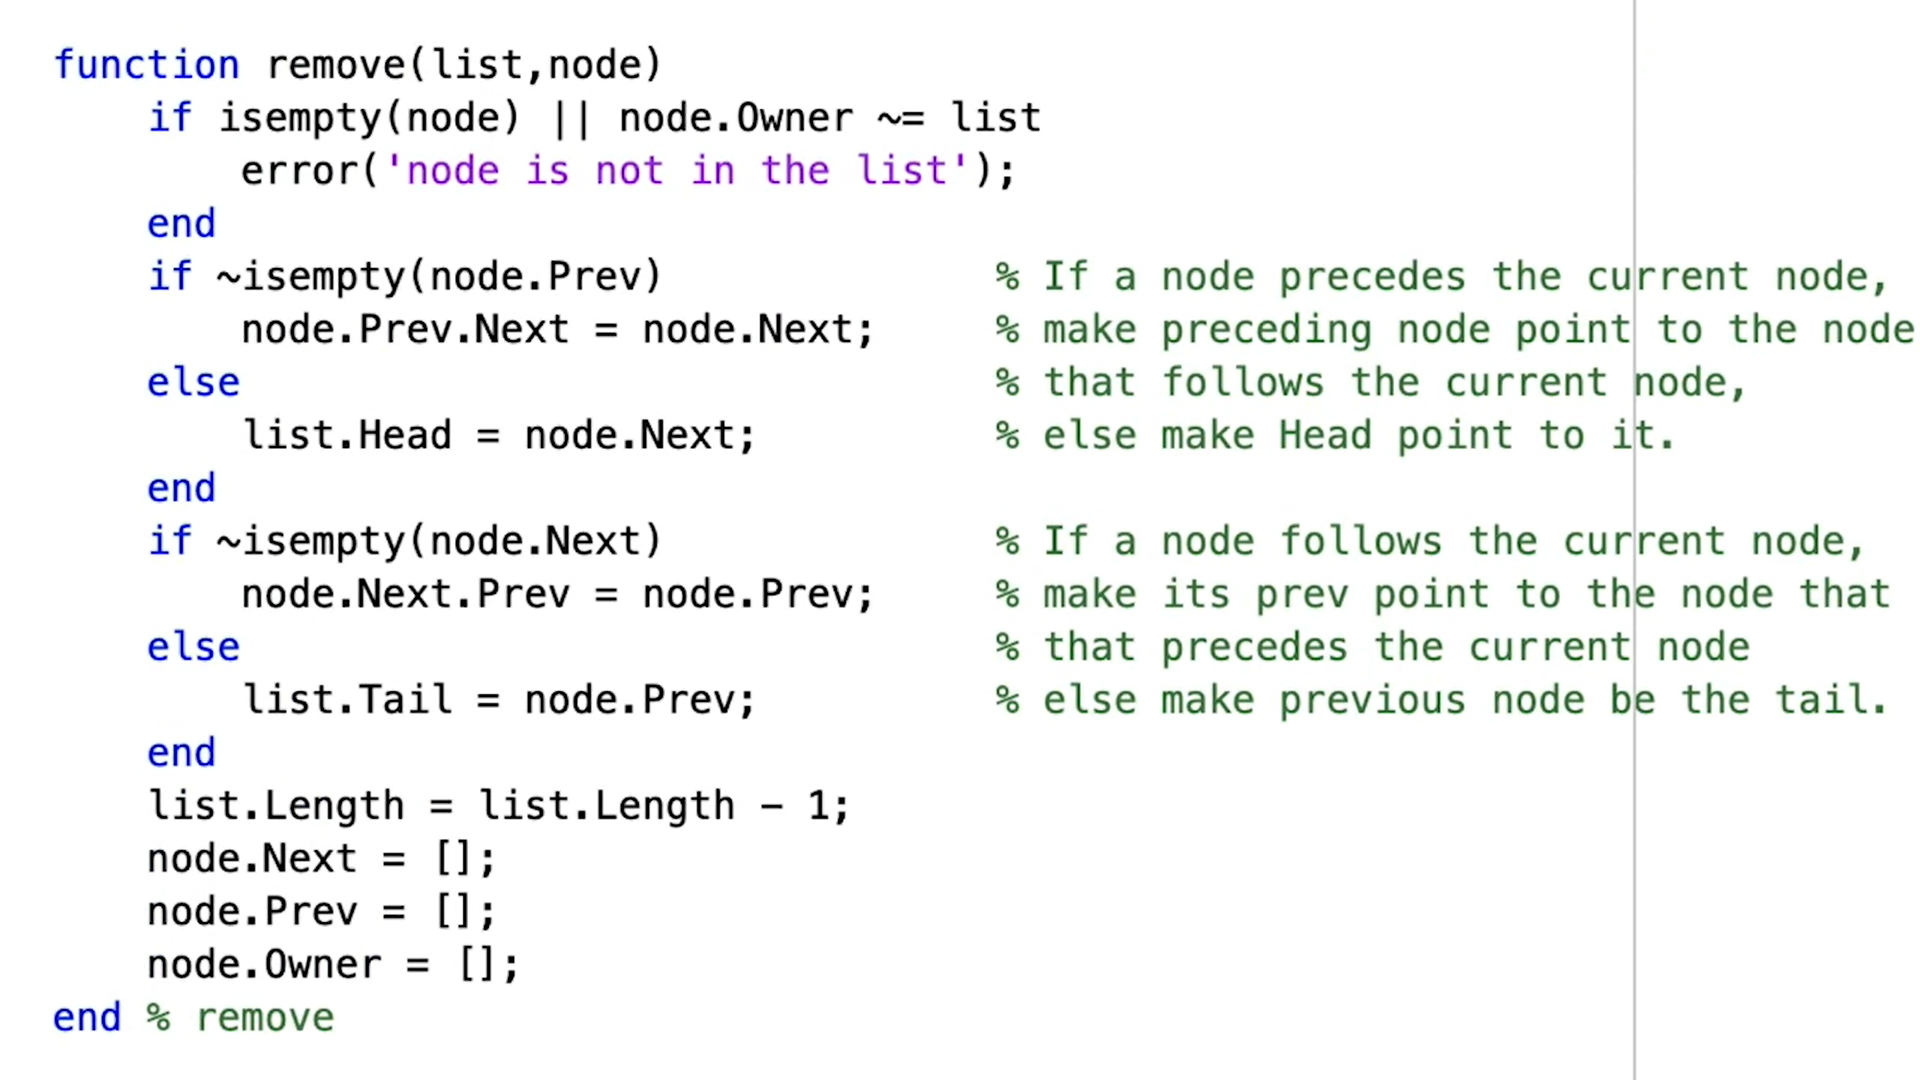 function remove(list,node)
if isempty(node) || node.Owner ~= list
error('node is not in the list');
end
if ~isempty(node.Prev) % If a node precedes the current node,
node.Prev.Next = node.Next; % make preceding node point to the node
else % that follows the current node,
list.Head = node.Next; % else make Head point to it.
end
if ~isempty(node.Next) % If a node follows the current node,
node.Next.Prev = node.Prev; % make its prev point to the node that
else % that precedes the current node
list.Tail = node.Prev; % else make previous node be the tail.
end
list.Length = list.Length - 1;
node.Next = [];
node.Prev = [];
node.Owner = [];
end % remove